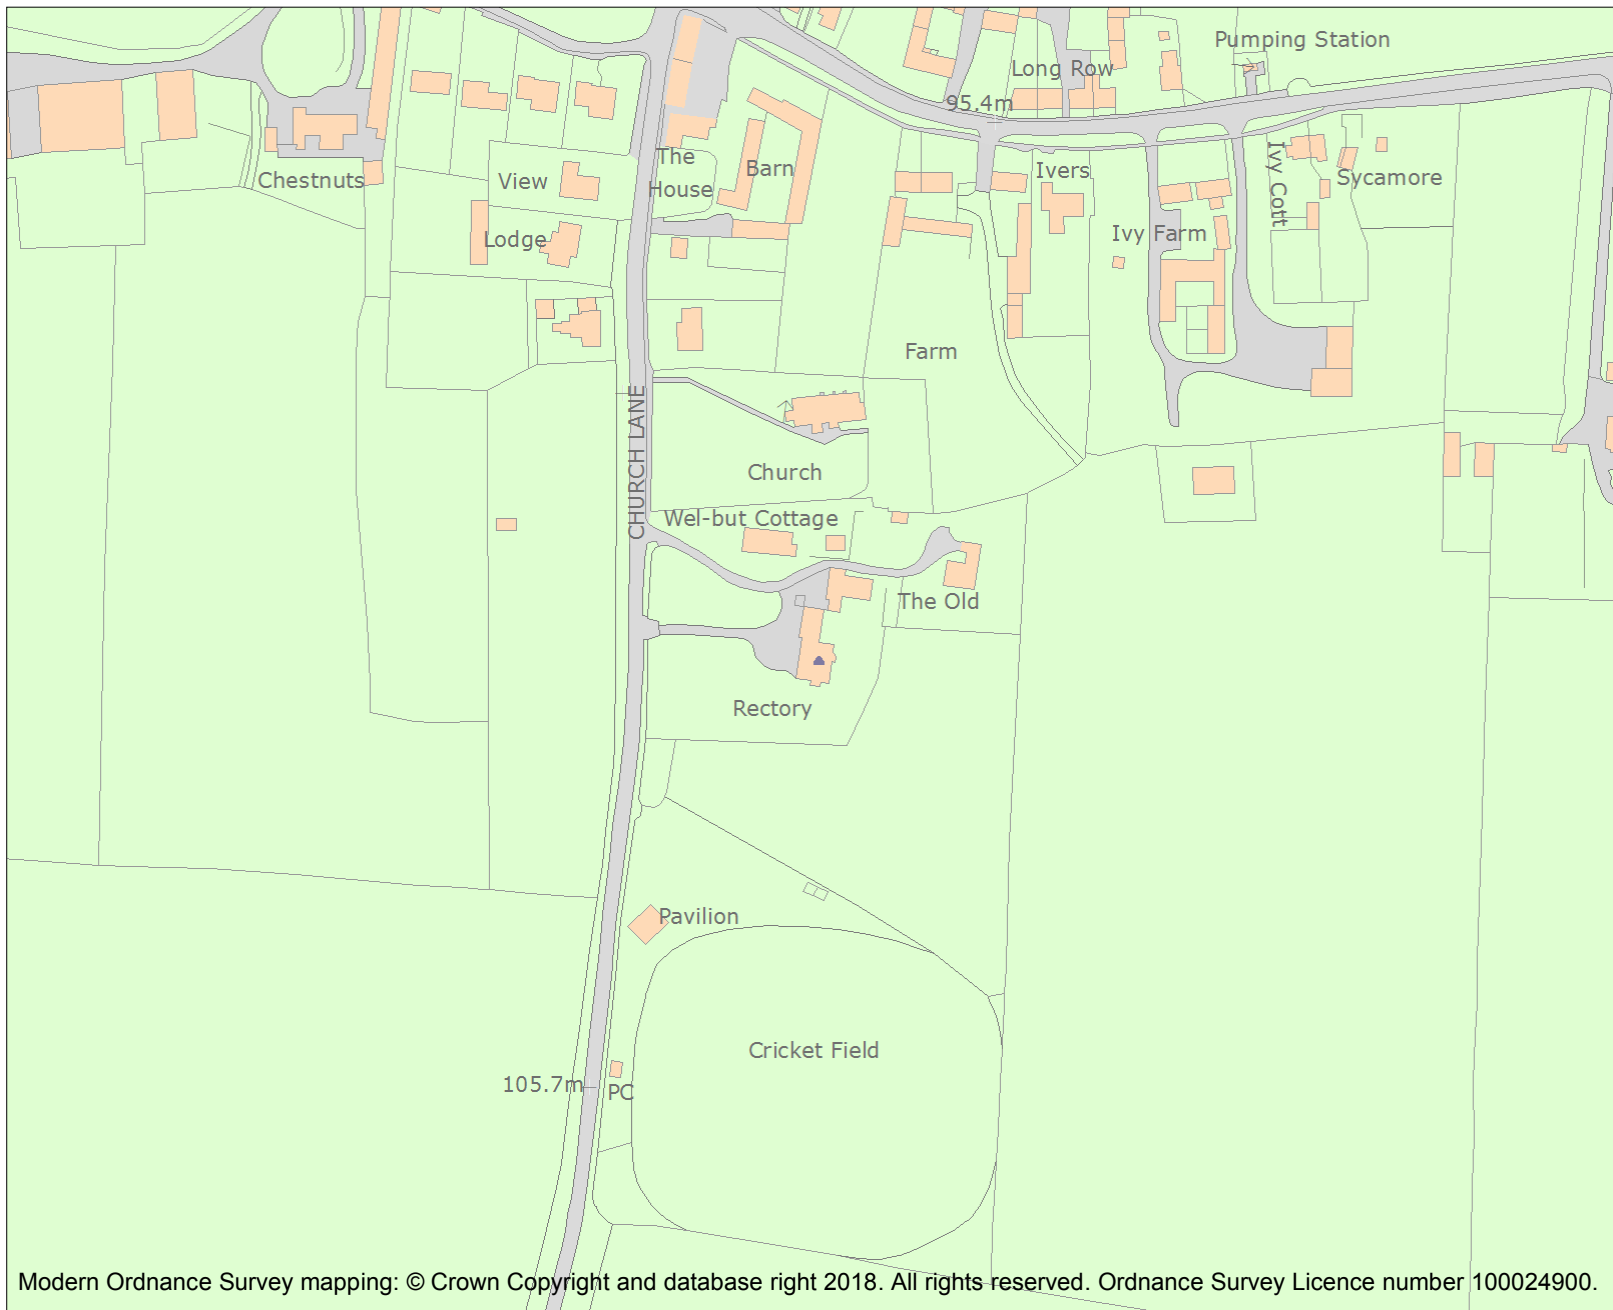 Pumping Station
Long Row
95.4m
The
House
Barn
Ivers
Ivy Cott
Sycamore
Chestnuts
View
Lodge
Ivy Farm
Farm
CHURCH LANE
Church
Wel-but Cottage
The Old
Rectory
Pavilion
Cricket Field
105.7m
PC
Modern Ordnance Survey mapping: © Crown Copyright and database right 2018. All rights reserved. Ordnance Survey Licence number 100024900.